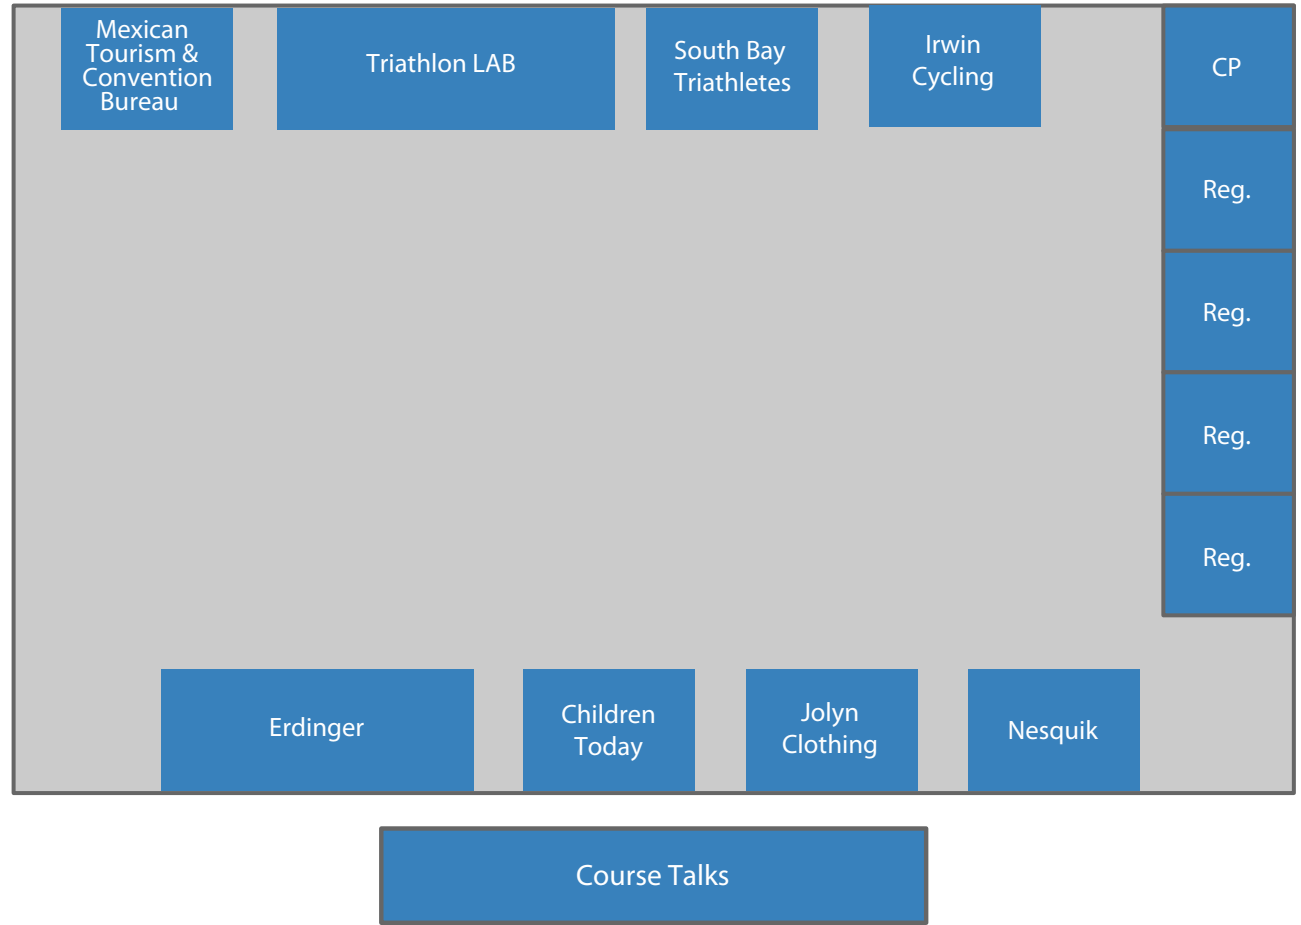 Mexican
Tourism &
Convention
Bureau
Triathlon LAB
South Bay
Triathletes
Irwin
Cycling
CP
Reg.
Reg.
Reg.
Reg.
Erdinger
Children
Today
Jolyn
Clothing
Nesquik
Course Talks